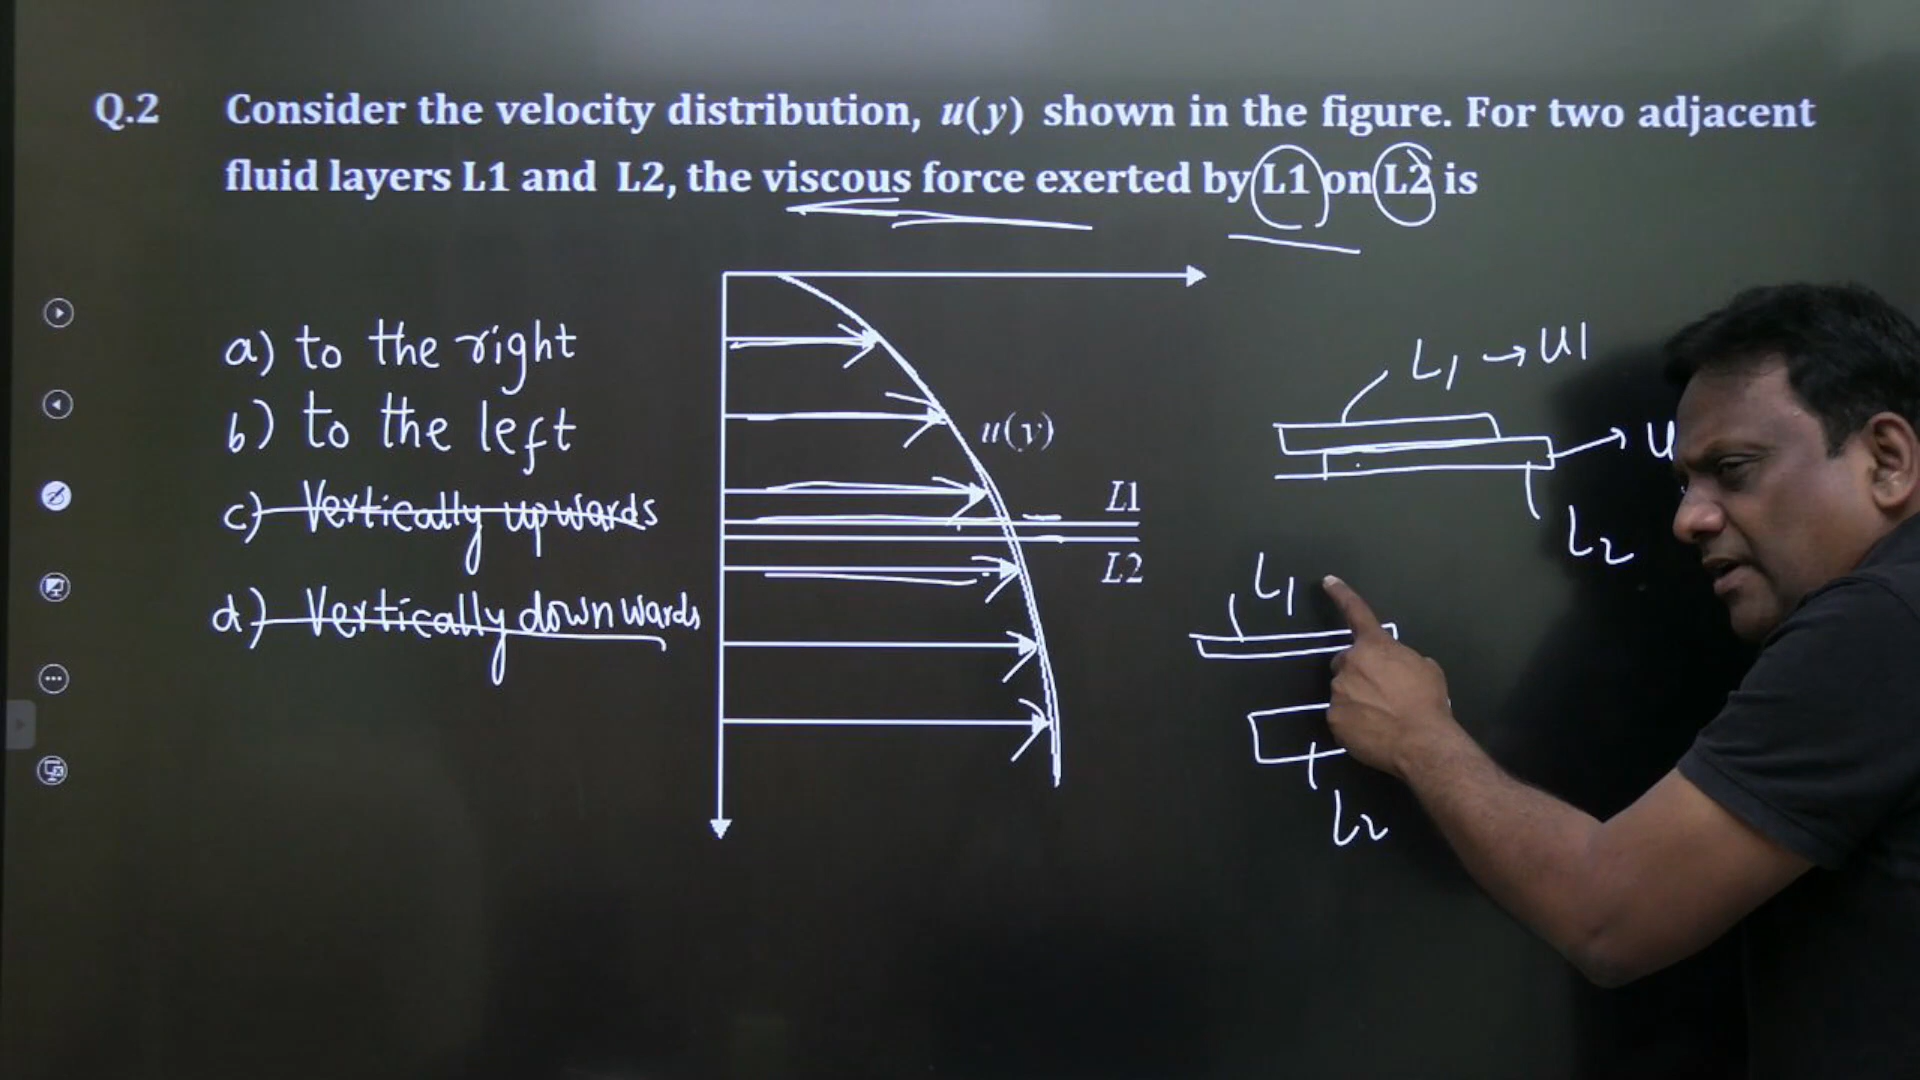 Q.2 Consider the velocity distribution, u(y) shown in the figure. For two adjacent
fluid layers L1 and L2, the viscous force exerted by L1 on L2 is
a) to the right
b) to the left
c) Vertically upwards
d) Vertically downwards
u(y)
L1
L2
L1 → U1
→ U
L2
L1
L2